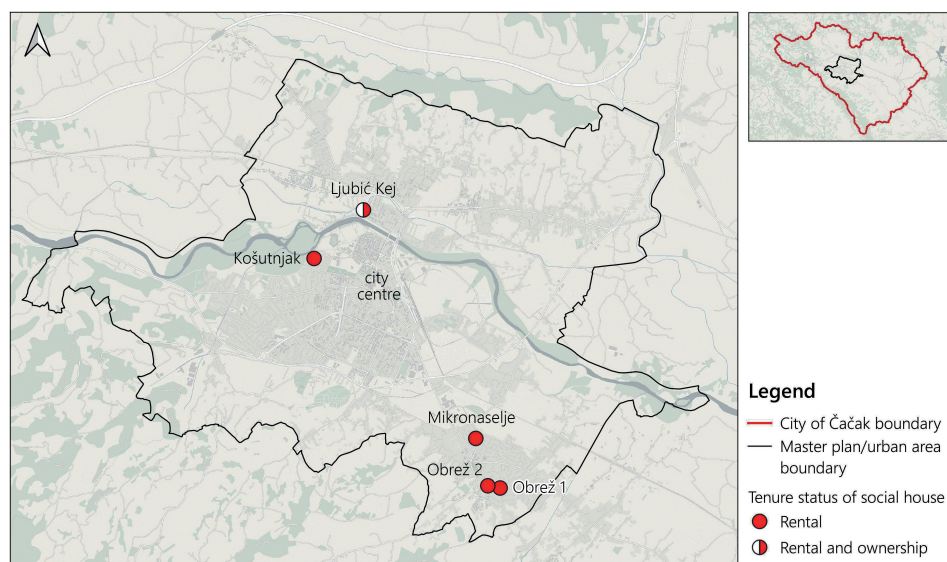 Ljubić Kej
Košutnjak
city
centre
Mikronaselje
Obrež 2
Obrež 1
Legend
City of Čačak boundary
Master plan/urban area
boundary
Tenure status of social house
Rental
Rental and ownership